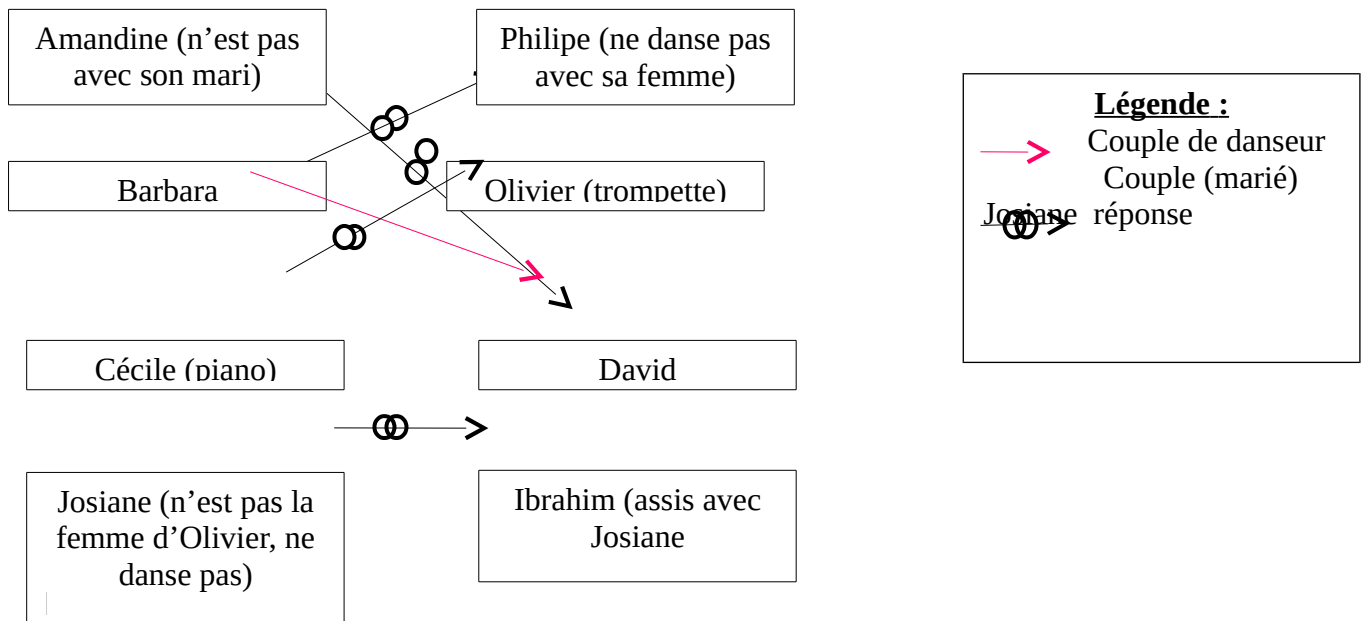 Amandine (n’est pas
avec son mari)
Philipe (ne danse pas
avec sa femme)
Barbara
Olivier (trompette)
Cécile (piano)
David
Josiane (n’est pas la
femme d’Olivier, ne
danse pas)
Ibrahim (assis avec
Josiane
Légende :
Couple de danseur
Couple (marié)
Josiane réponse